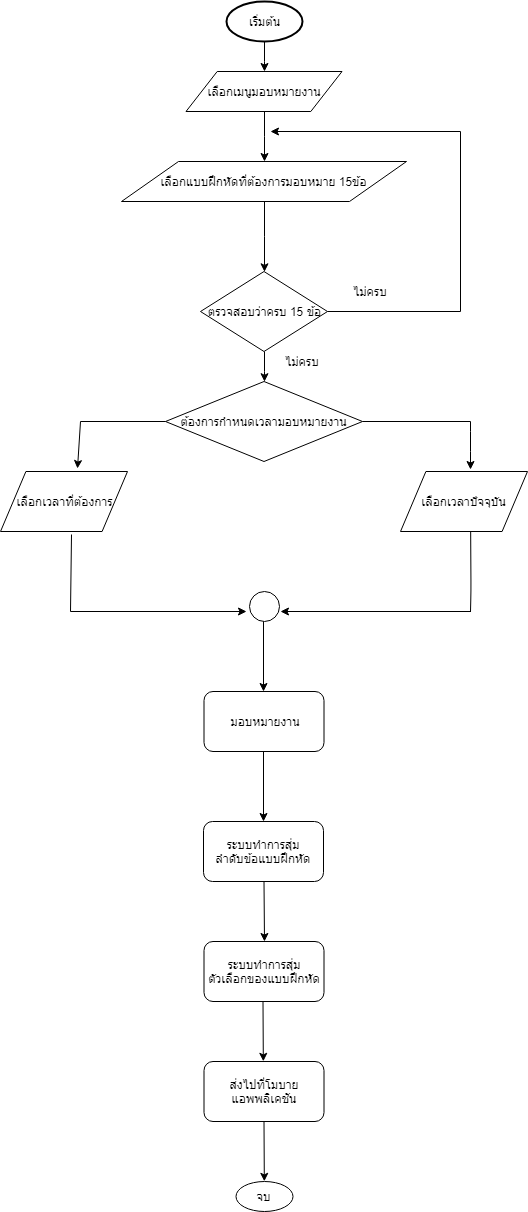 เริ่มต้น
เลือกเมนูมอบหมายงาน
เลือกแบบฝึกหัดที่ต้องการมอบหมาย 15ข้อ
ไม่ครบ
ตรวจสอบว่าครบ 15 ข้อ
ไม่ครบ
ต้องการกำหนดเวลามอบหมายงาน
เลือกเวลาที่ต้องการ
เลือกเวลาปัจจุบัน
มอบหมายงาน
ระบบทำการสุ่ม
ลำดับข้อแบบฝึกหัด
ระบบทำการสุ่ม
ตัวเลือกของแบบฝึกหัด
ส่งไปที่โมบาย
แอพพลิเคชัน
จบ